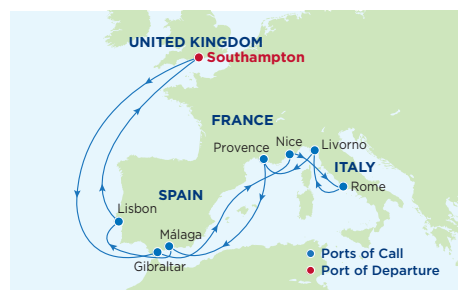 UNITED KINGDOM
Southampton
FRANCE
Provence
Nice
Livorno
ITALY
Rome
SPAIN
Lisbon
Málaga
Gibraltar
Ports of Call
Port of Departure